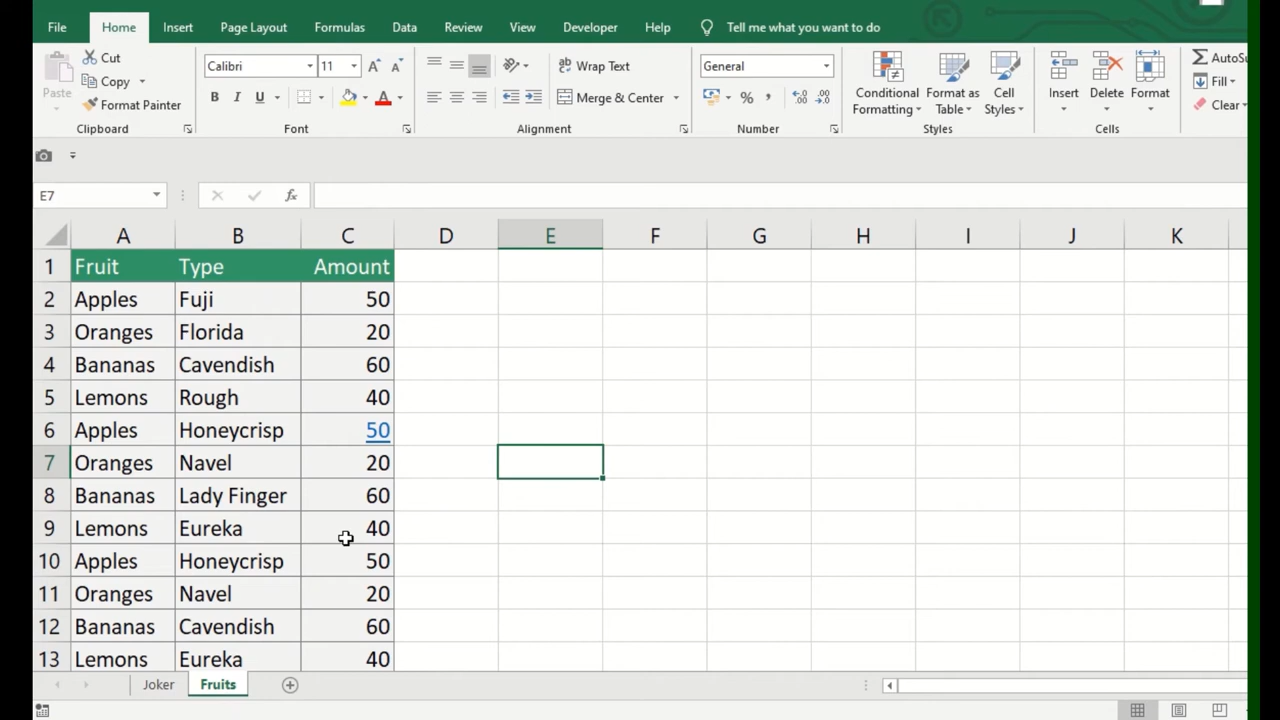 File Home Insert Page Layout Formulas Data Review View Developer Help Tell me what you want to do
Paste Cut Copy Format Painter
Calibri 11
B I U
Wrap Text
Merge & Center
General
Conditional Formatting Format as Table Cell Styles
Insert Delete Format
Fill
Clear
Clipboard Font Alignment Number Styles Cells
E7 fx
A B C D E F G H I J K
1 Fruit Type Amount
2 Apples Fuji 50
3 Oranges Florida 20
4 Bananas Cavendish 60
5 Lemons Rough 40
6 Apples Honeycrisp 50
7 Oranges Navel 20
8 Bananas Lady Finger 60
9 Lemons Eureka 40
10 Apples Honeycrisp 50
11 Oranges Navel 20
12 Bananas Cavendish 60
13 Lemons Eureka 40
Joker Fruits